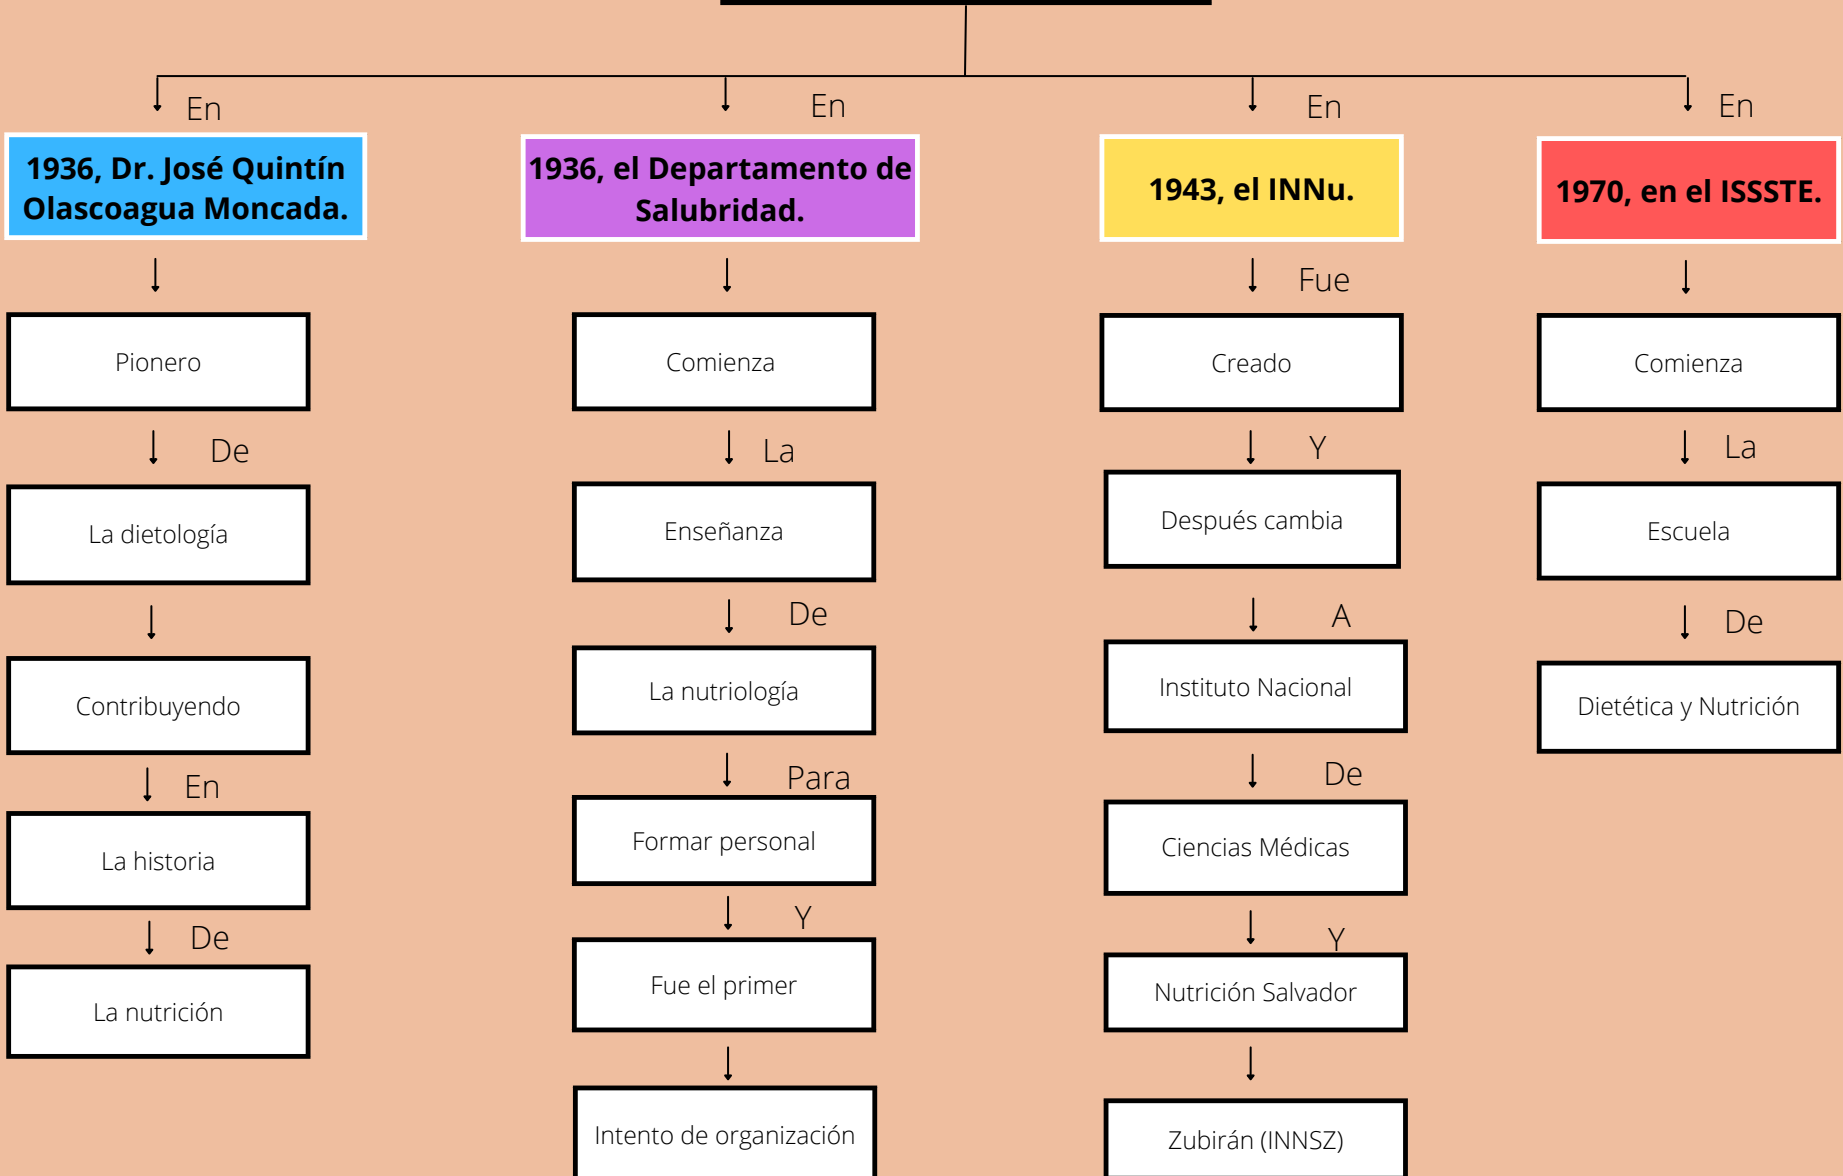 En
1936, Dr. José Quintín
Olascoagua Moncada.
Pionero
De
La dietología
Contribuyendo
En
La historia
De
La nutrición
En
1936, el Departamento de
Salubridad.
Comienza
La
Enseñanza
De
La nutriología
Para
Formar personal
Y
Fue el primer
Intento de organización
En
1943, el INNu.
Fue
Creado
Y
Después cambia
A
Instituto Nacional
De
Ciencias Médicas
Y
Nutrición Salvador
Zubirán (INNSZ)
En
1970, en el ISSSTE.
Comienza
La
Escuela
De
Dietética y Nutrición